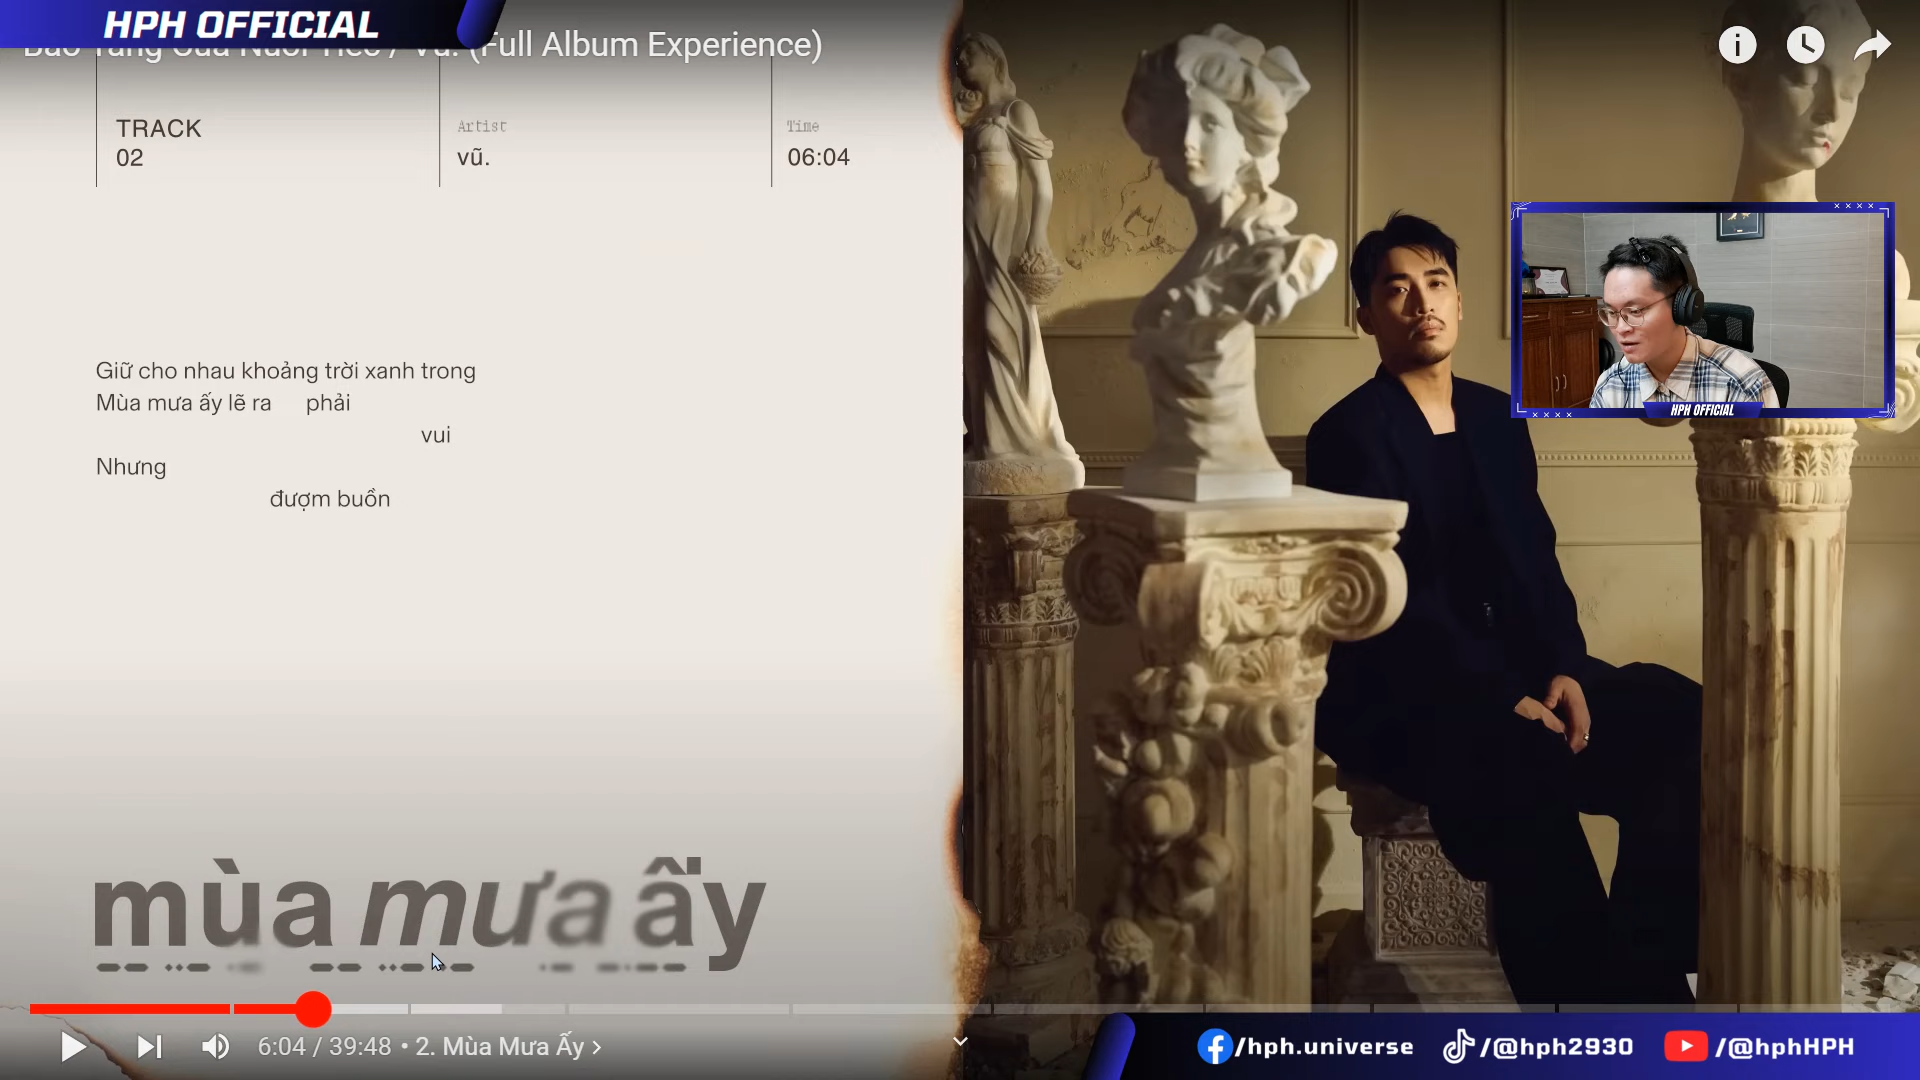 HPH OFFICIAL
Full Album Experience)
TRACK
02
Artist
vũ.
Time
06:04
Giữ cho nhau khoảng trời xanh trong
Mùa mưa ấy lẽ ra phải
vui
Nhưng
đượm buồn
HPH OFFICIAL
mùa mưa ấy
6:04 / 39:48 • 2. Mùa Mưa Ấy
/hph.universe
/@hph2930
/@hphHPH